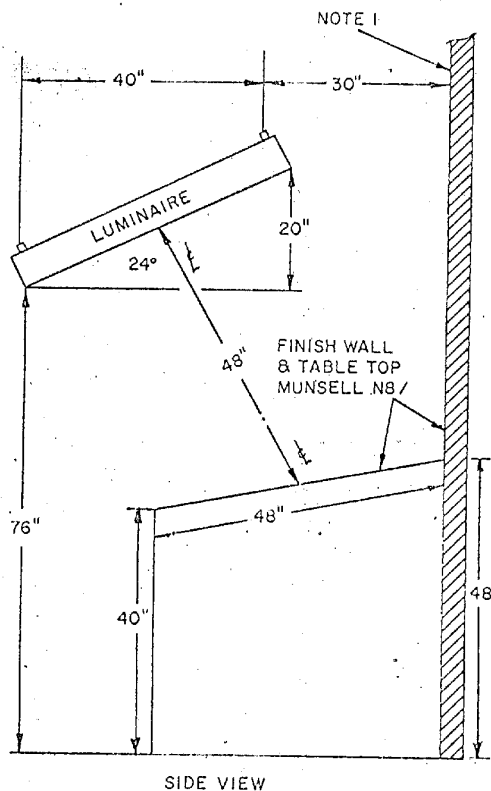 NOTE 1
40"
30"
LUMINAIRE
20"
24°
℄
48"
FINISH WALL
& TABLE TOP
MUNSELL N8/
℄
48"
76"
40"
48
SIDE VIEW